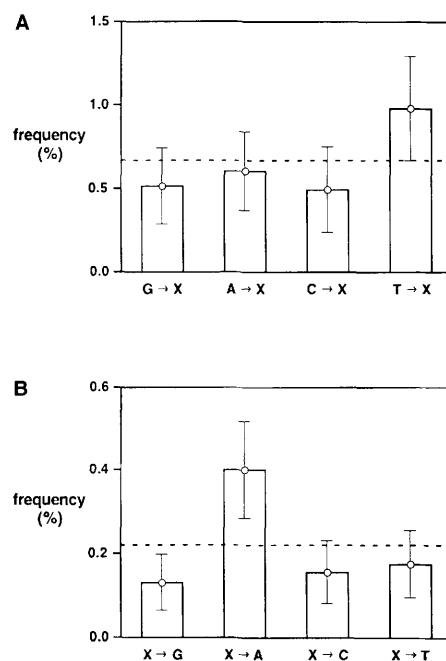 A
1.5
1.0
frequency
(%)
0.5
0.0
G → X A → X C → X T → X
B
0.6
0.4
frequency
(%)
0.2
0.0
X → G X → A X → C X → T